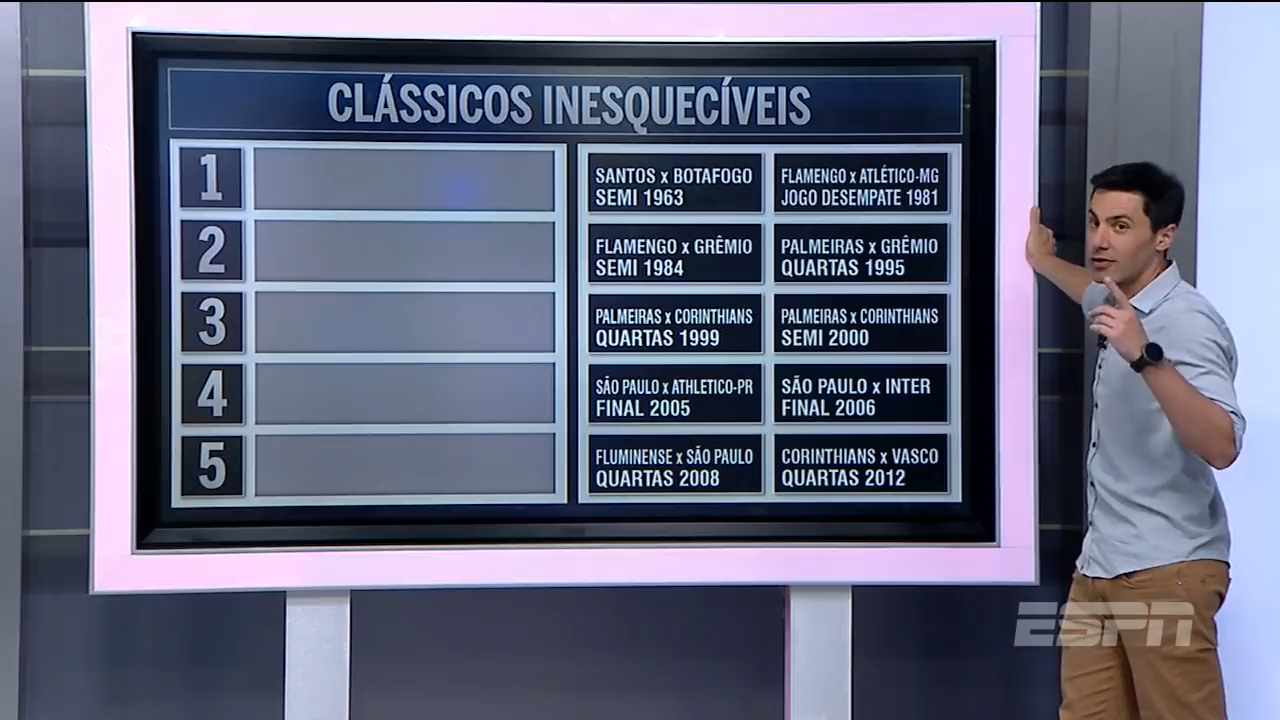 CLÁSSICOS INESQUECÍVEIS
1
SANTOS x BOTAFOGO
SEMI 1963
FLAMENGO x ATLÉTICO-MG
JOGO DESEMPATE 1981
2
FLAMENGO x GRÊMIO
SEMI 1984
PALMEIRAS x GRÊMIO
QUARTAS 1995
3
PALMEIRAS x CORINTHIANS
QUARTAS 1999
PALMEIRAS x CORINTHIANS
SEMI 2000
4
SÃO PAULO x ATHLETICO-PR
FINAL 2005
SÃO PAULO x INTER
FINAL 2006
5
FLUMINENSE x SÃO PAULO
QUARTAS 2008
CORINTHIANS x VASCO
QUARTAS 2012
ESPN